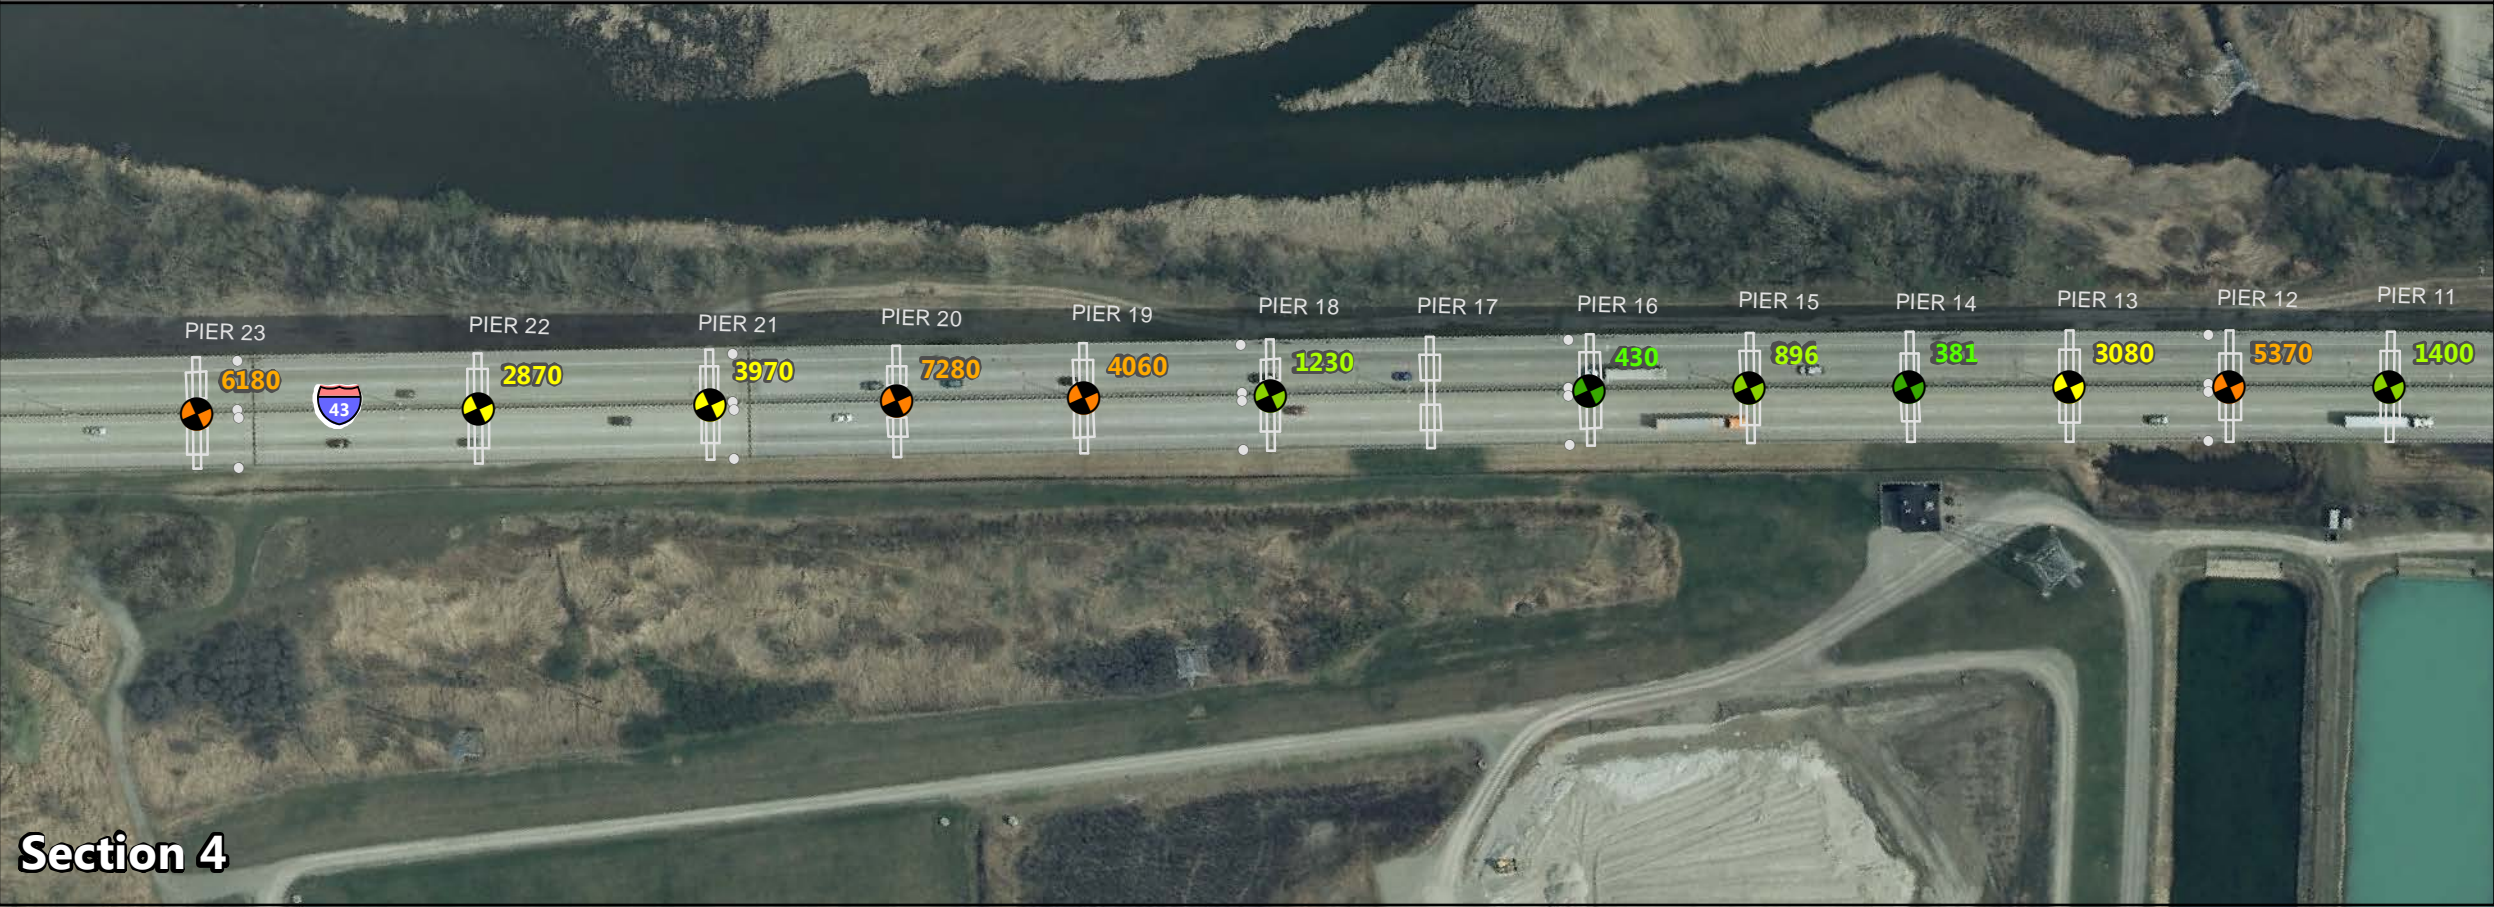 PIER 23
PIER 22
PIER 21
PIER 20
PIER 19
PIER 18
PIER 17
PIER 16
PIER 15
PIER 14
PIER 13
PIER 12
PIER 11
6180
2870
3970
7280
4060
1230
430
896
381
3080
5370
1400
43
Section 4